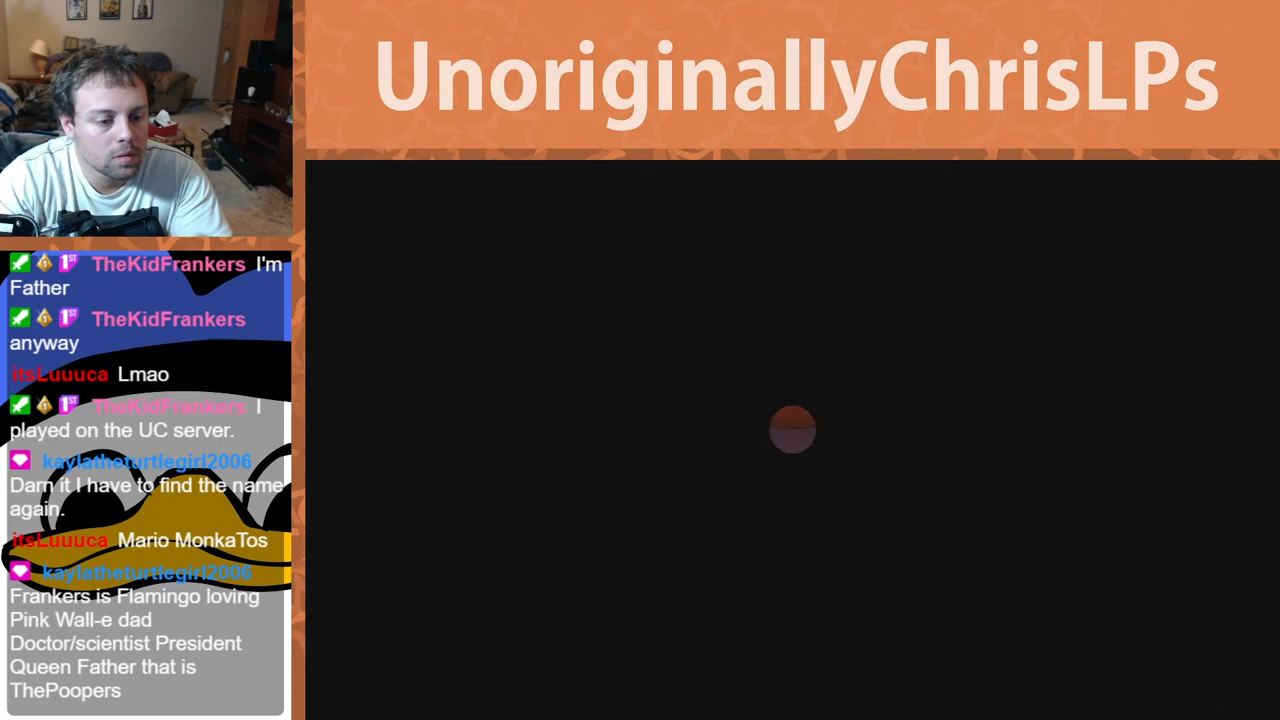 UnoriginallyChrisLPs
TheKidFrankers I'm
Father
TheKidFrankers
anyway
itsLuuuca Lmao
TheKidFrankers I
played on the UC server.
kaylatheturtlegirl2006
Darn it I have to find the name
again.
itsLuuuca Mario MonkaTos
kaylatheturtlegirl2006
Frankers is Flamingo loving
Pink Wall-e dad
Doctor/scientist President
Queen Father that is
ThePoopers